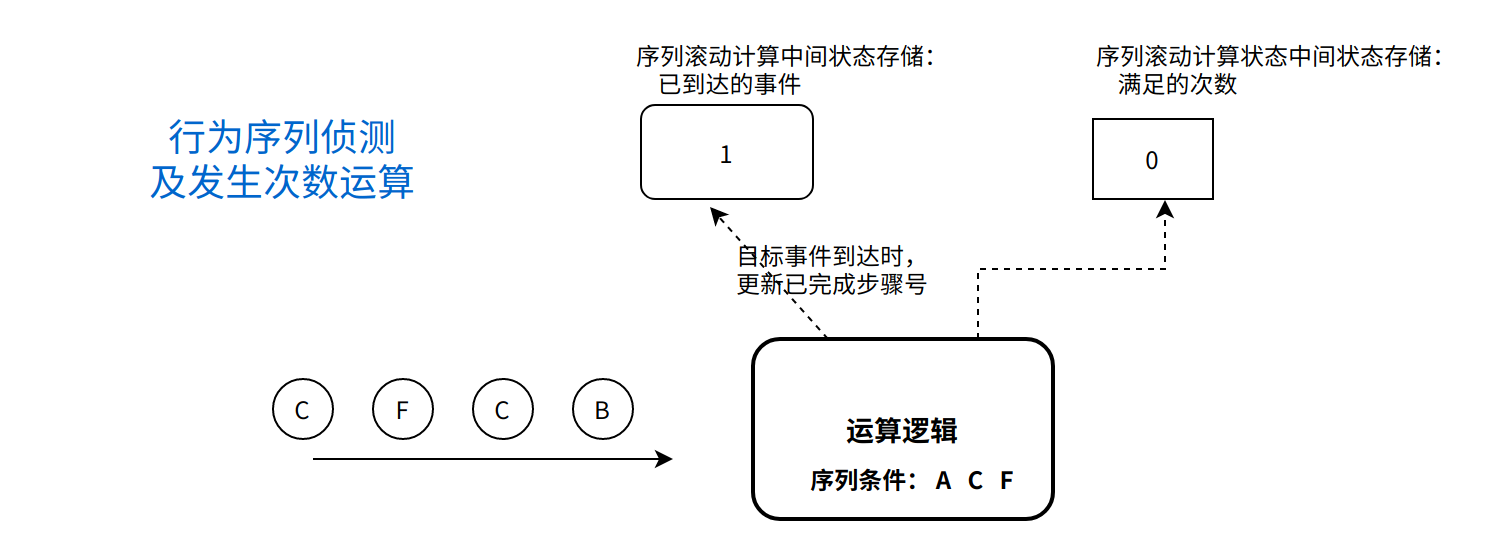 序列滚动计算中间状态存储：
已到达的事件
序列滚动计算状态中间状态存储：
满足的次数
行为序列侦测
及发生次数运算
1
0
目标事件到达时，
更新已完成步骤号
C F C B
运算逻辑
序列条件： A C F